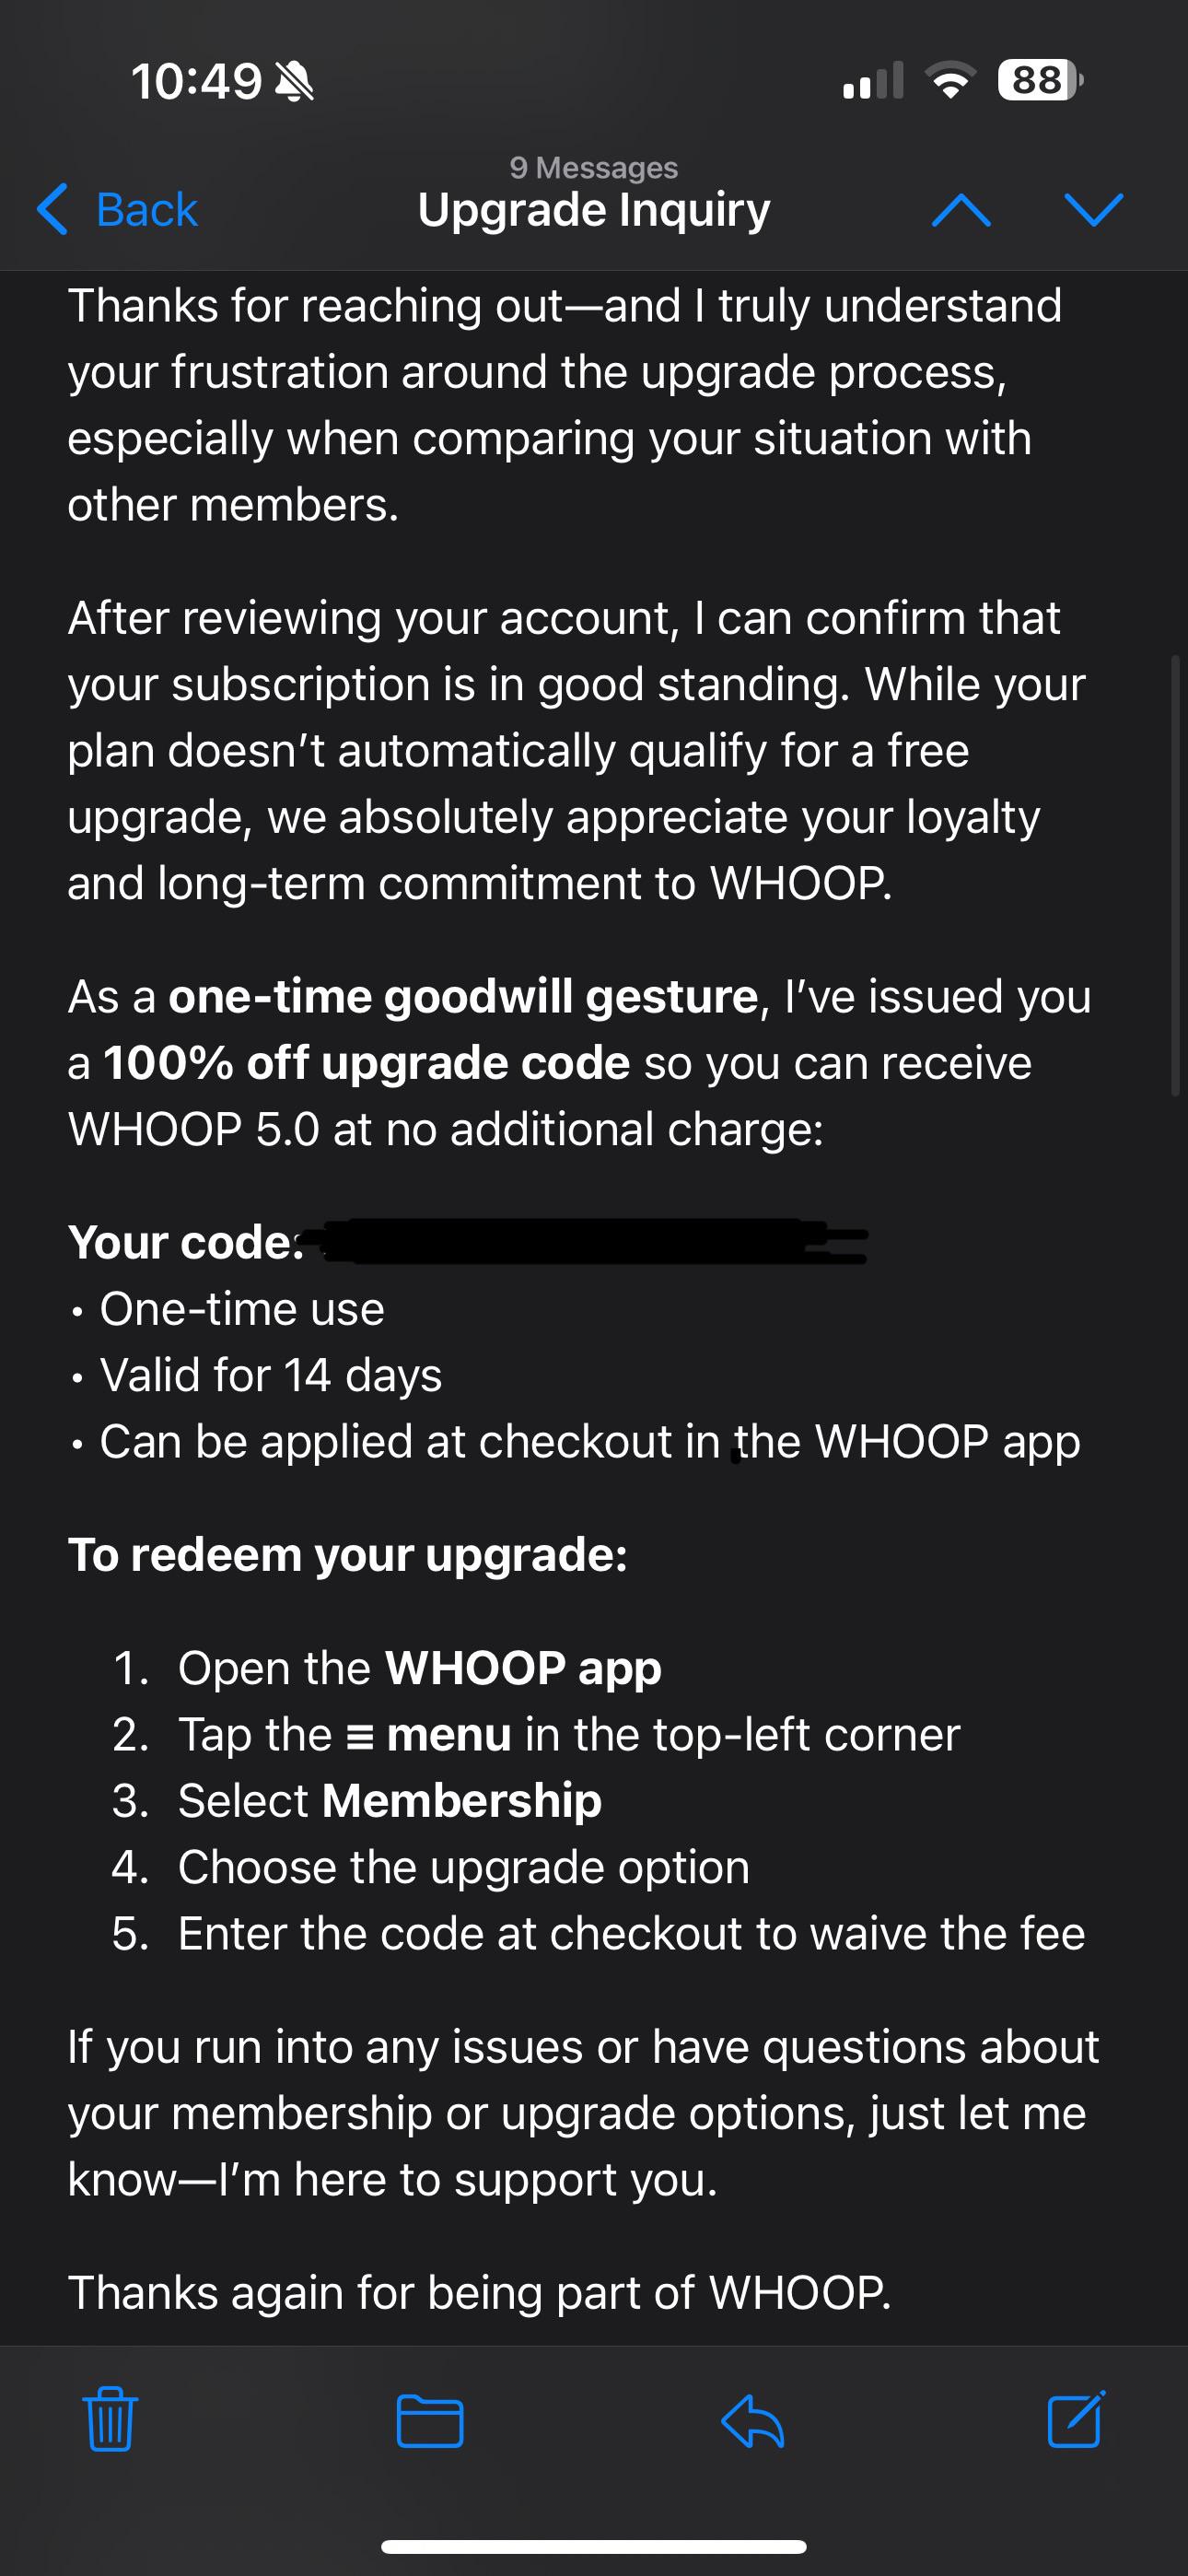 10:49
88
9 Messages
Back
Upgrade Inquiry
Thanks for reaching out—and I truly understand
your frustration around the upgrade process,
especially when comparing your situation with
other members.
After reviewing your account, I can confirm that
your subscription is in good standing. While your
plan doesn't automatically qualify for a free
upgrade, we absolutely appreciate your loyalty
and long-term commitment to WHOOP.
As a one-time goodwill gesture, I've issued you
a 100% off upgrade code so you can receive
WHOOP 5.0 at no additional charge:
Your code:
• One-time use
• Valid for 14 days
• Can be applied at checkout in the WHOOP app
To redeem your upgrade:
1. Open the WHOOP app
2. Tap the ≡ menu in the top-left corner
3. Select Membership
4. Choose the upgrade option
5. Enter the code at checkout to waive the fee
If you run into any issues or have questions about
your membership or upgrade options, just let me
know—I'm here to support you.
Thanks again for being part of WHOOP.